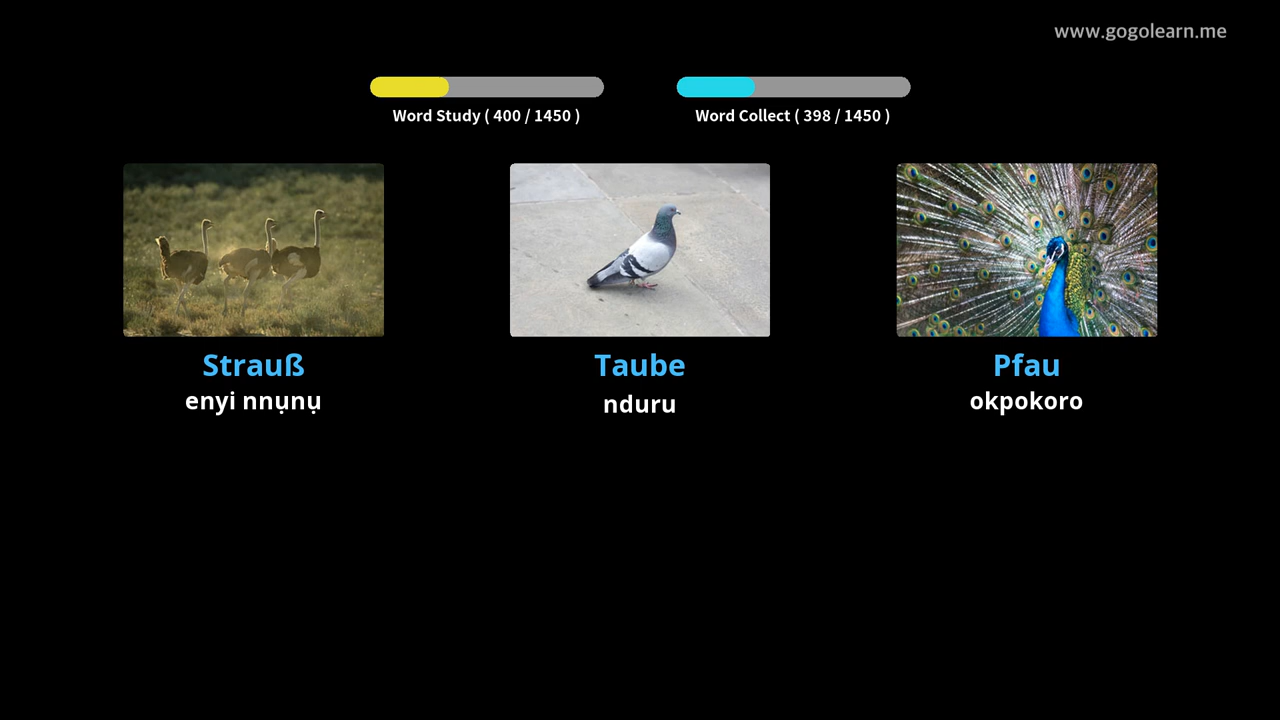 www.gogolearn.me
Word Study ( 400 / 1450 )
Word Collect ( 398 / 1450 )
Strauß
enyi nnụnụ
Taube
nduru
Pfau
okpokoro